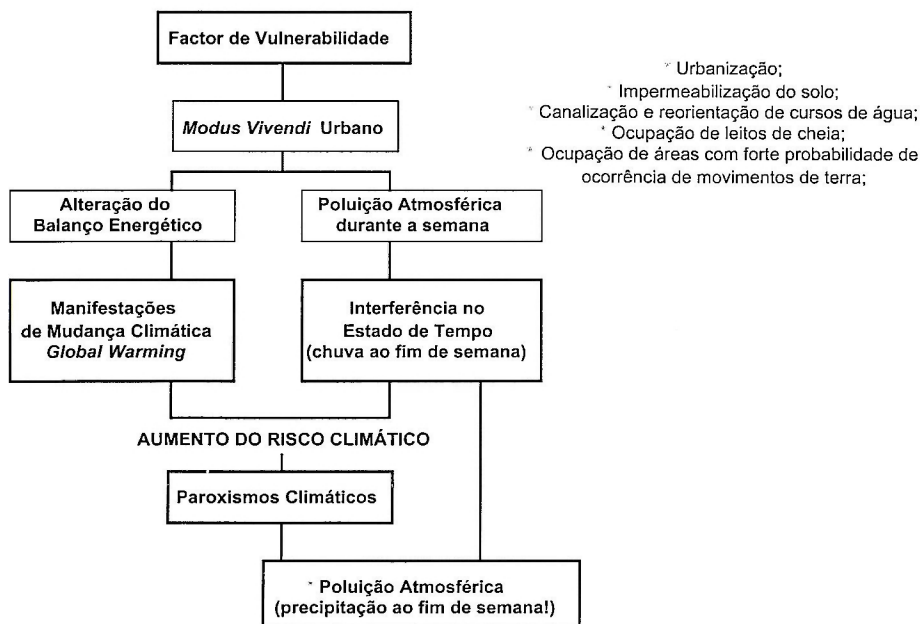 Factor de Vulnerabilidade
* Urbanização;
* Impermeabilização do solo;
* Canalização e reorientação de cursos de água;
* Ocupação de leitos de cheia;
* Ocupação de áreas com forte probabilidade de
ocorrência de movimentos de terra;
Modus Vivendi Urbano
Alteração do
Balanço Energético
Poluição Atmosférica
durante a semana
Manifestações
de Mudança Climática
Global Warming
Interferência no
Estado de Tempo
(chuva ao fim de semana)
AUMENTO DO RISCO CLIMÁTICO
Paroxismos Climáticos
* Poluição Atmosférica
(precipitação ao fim de semana!)